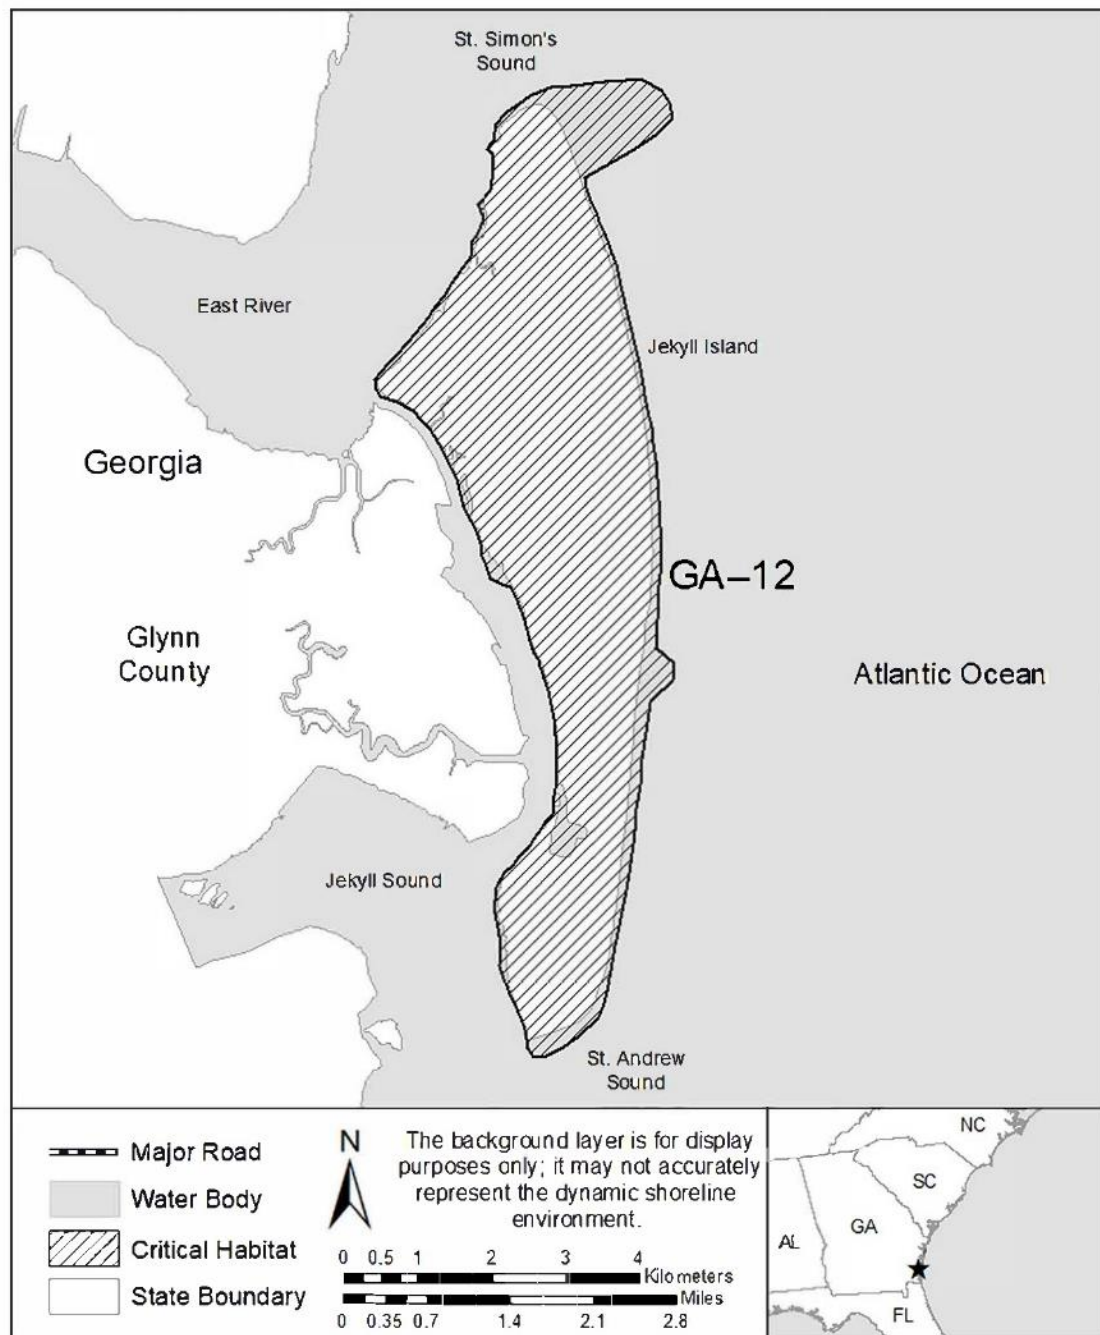 St. Simon's
Sound
East River
Jekyll Island
Georgia
GA–12
Glynn
County
Atlantic Ocean
Jekyll Sound
St. Andrew
Sound
Major Road
Water Body
Critical Habitat
State Boundary
N
The background layer is for display
purposes only; it may not accurately
represent the dynamic shoreline
environment.
0 0.5 1 2 3 4
Kilometers
Miles
0 0.35 0.7 1.4 2.1 2.8
NC
SC
GA
AL
FL